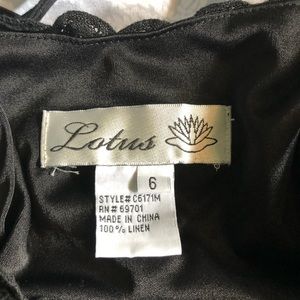 Lotus
6
STYLE# C6171M
RN# 69701
MADE IN CHINA
100% LINEN